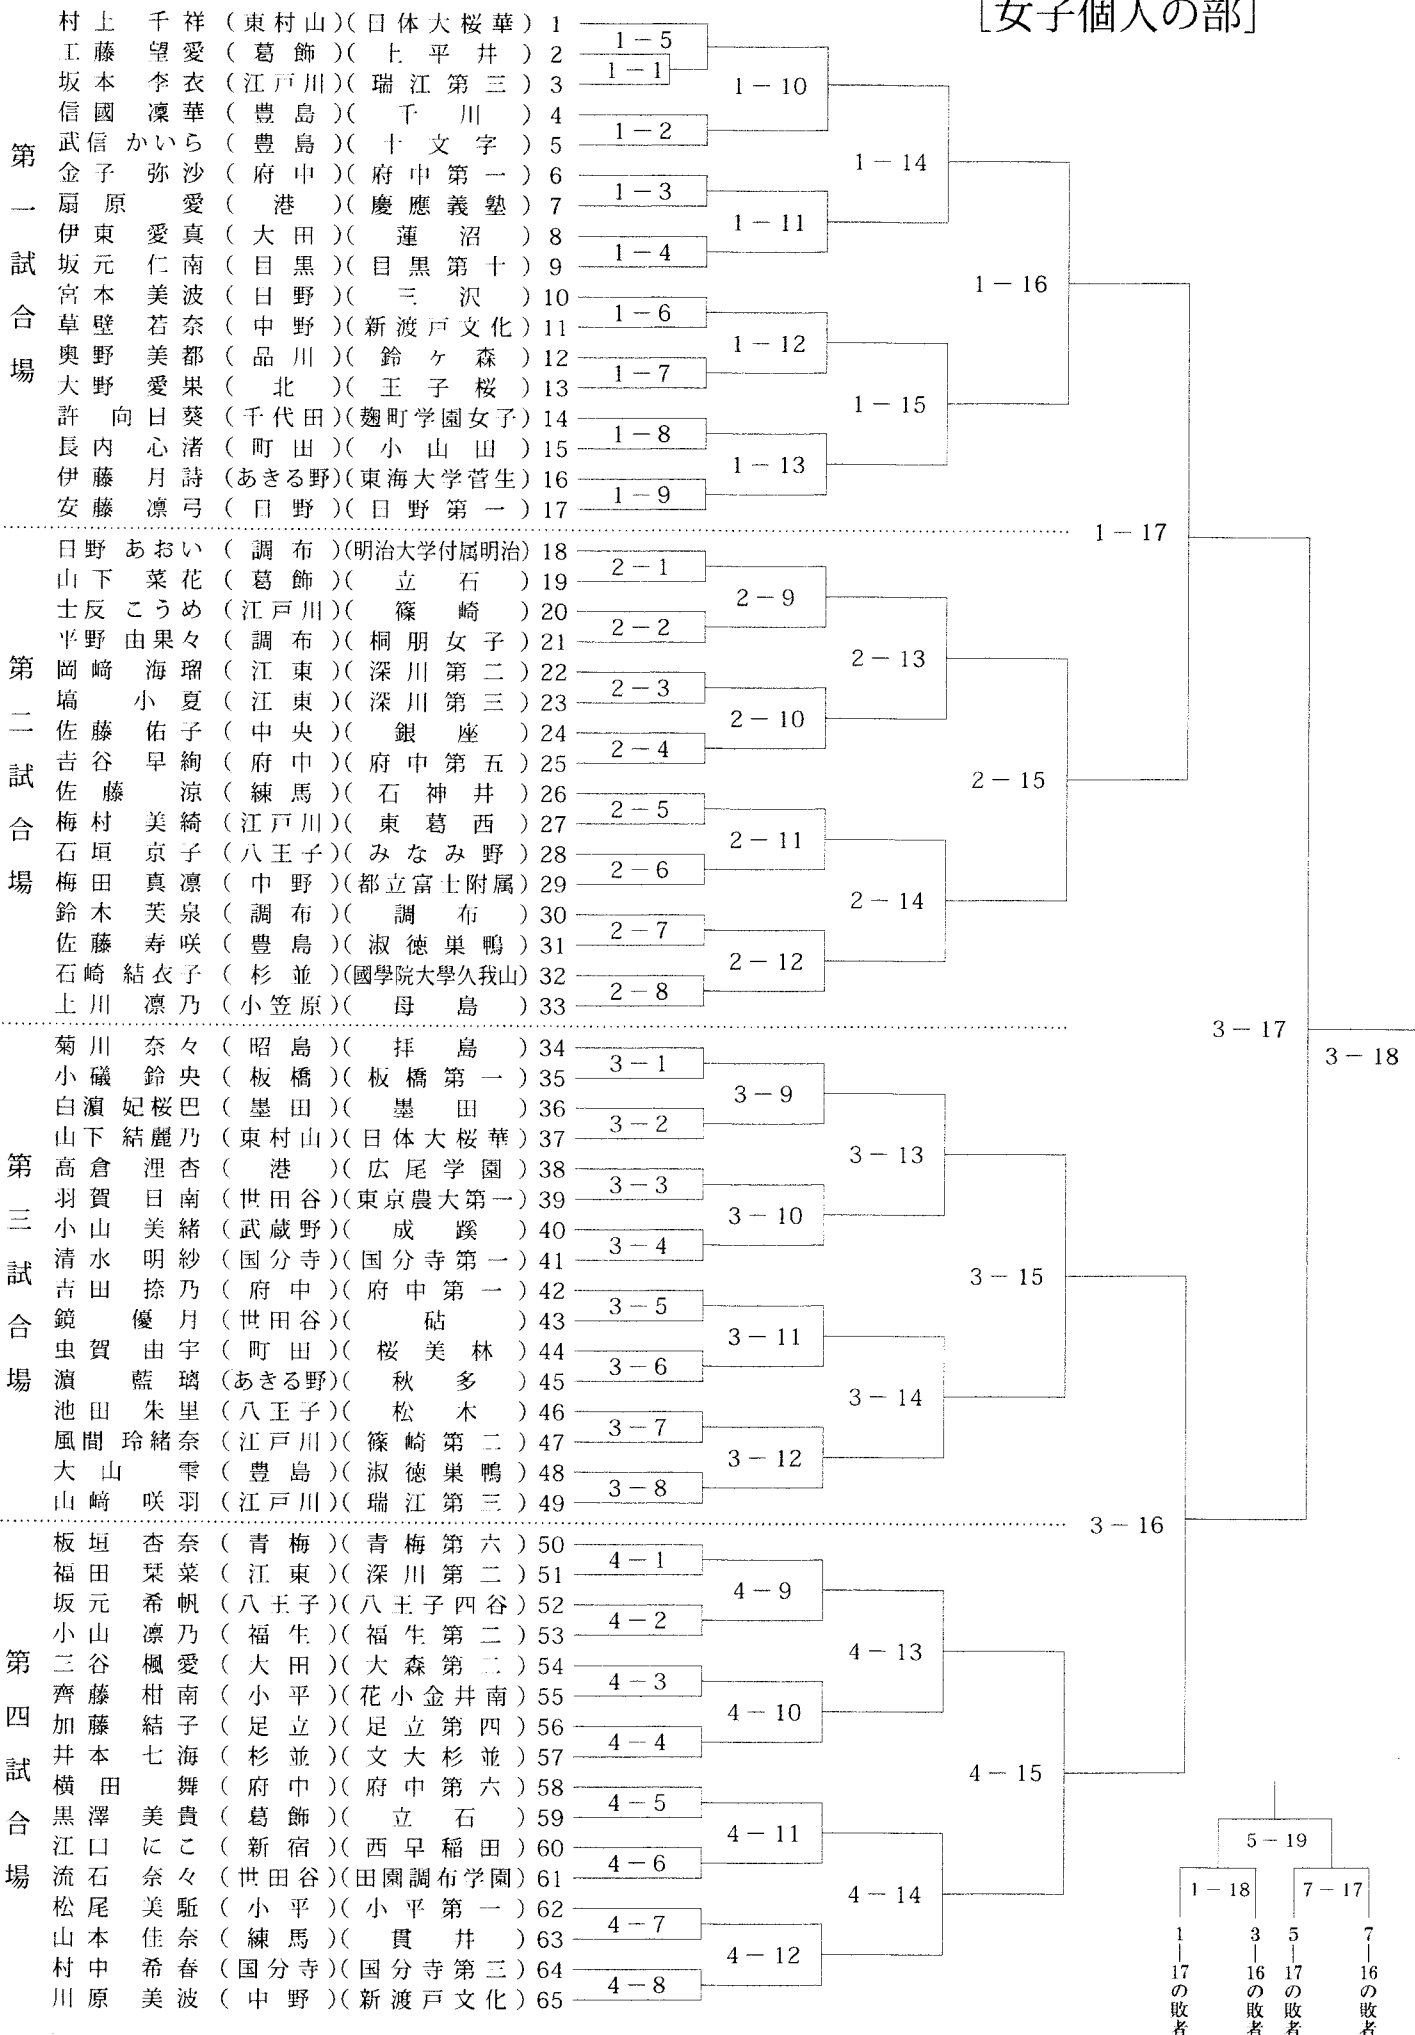 [女子個人の部]
第一試合場
村上 千祥 (東村山)(日体大桜華) 1
工藤 望愛 (葛飾)(上平井) 2
坂本 李衣 (江戸川)(瑞江第三) 3
信國 凜華 (豊島)(千川) 4
武信 かいら (豊島)(十文字) 5
金子 弥沙 (府中)(府中第一) 6
扇原 愛 (港)(慶應義塾) 7
伊東 愛真 (大田)(蓮沼) 8
坂元 仁南 (目黒)(目黒第十) 9
宮本 美波 (日野)(三沢) 10
草壁 若奈 (中野)(新渡戸文化) 11
奥野 美都 (品川)(鈴ヶ森) 12
大野 愛果 (北)(王子桜) 13
許 向日葵 (千代田)(麹町学園女子) 14
長内 心渚 (町田)(小山田) 15
伊藤 月詩 (あきる野)(東海大学菅生) 16
安藤 凛弓 (日野)(日野第一) 17
1-5
1-1
1-2
1-3
1-4
1-6
1-7
1-8
1-9
1-10
1-11
1-12
1-13
1-14
1-15
1-16
1-17
第二試合場
日野 あおい (調布)(明治大学付属明治) 18
山下 菜花 (葛飾)(立石) 19
士反 こうめ (江戸川)(篠崎) 20
平野 由果々 (調布)(桐朋女子) 21
岡﨑 海瑠 (江東)(深川第二) 22
塙 小夏 (江東)(深川第三) 23
佐藤 佑子 (中央)(銀座) 24
吉谷 早絢 (府中)(府中第五) 25
佐藤 涼 (練馬)(石神井) 26
梅村 美綺 (江戸川)(東葛西) 27
石垣 京子 (八王子)(みなみ野) 28
梅田 真凛 (中野)(都立富士附属) 29
鈴木 芙泉 (調布)(調布) 30
佐藤 寿咲 (豊島)(淑徳巣鴨) 31
石崎 結衣子 (杉並)(國學院大學久我山) 32
上川 凛乃 (小笠原)(母島) 33
2-1
2-2
2-3
2-4
2-5
2-6
2-7
2-8
2-9
2-10
2-11
2-12
2-13
2-14
2-15
第三試合場
菊川 奈々 (昭島)(拝島) 34
小礒 鈴央 (板橋)(板橋第一) 35
白濵 妃桜巴 (墨田)(墨田) 36
山下 結麗乃 (東村山)(日体大桜華) 37
高倉 浬杏 (港)(広尾学園) 38
羽賀 日南 (世田谷)(東京農大第一) 39
小山 美緒 (武蔵野)(成蹊) 40
清水 明紗 (国分寺)(国分寺第一) 41
吉田 捺乃 (府中)(府中第一) 42
鏡 優月 (世田谷)(砧) 43
虫賀 由宇 (町田)(桜美林) 44
濵 藍璃 (あきる野)(秋多) 45
池田 朱里 (八王子)(松木) 46
風間 玲緒奈 (江戸川)(篠崎第二) 47
大山 雫 (豊島)(淑徳巣鴨) 48
山﨑 咲羽 (江戸川)(瑞江第三) 49
3-1
3-2
3-3
3-4
3-5
3-6
3-7
3-8
3-9
3-10
3-11
3-12
3-13
3-14
3-15
3-16
3-17
3-18
第四試合場
板垣 杏奈 (青梅)(青梅第六) 50
福田 栞菜 (江東)(深川第二) 51
坂元 希帆 (八王子)(八王子四谷) 52
小山 凛乃 (福生)(福生第二) 53
三谷 楓愛 (大田)(大森第二) 54
齊藤 柑南 (小平)(花小金井南) 55
加藤 結子 (足立)(足立第四) 56
井本 七海 (杉並)(文大杉並) 57
横田 舞 (府中)(府中第六) 58
黒澤 美貴 (葛飾)(立石) 59
江口 にこ (新宿)(西早稲田) 60
流石 奈々 (世田谷)(田園調布学園) 61
松尾 美駈 (小平)(小平第一) 62
山本 佳奈 (練馬)(貫井) 63
村中 希春 (国分寺)(国分寺第三) 64
川原 美波 (中野)(新渡戸文化) 65
4-1
4-2
4-3
4-4
4-5
4-6
4-7
4-8
4-9
4-10
4-11
4-12
4-13
4-14
4-15
5-19
1-18
7-17
1-17の敗者
3-16の敗者
5-17の敗者
7-16の敗者